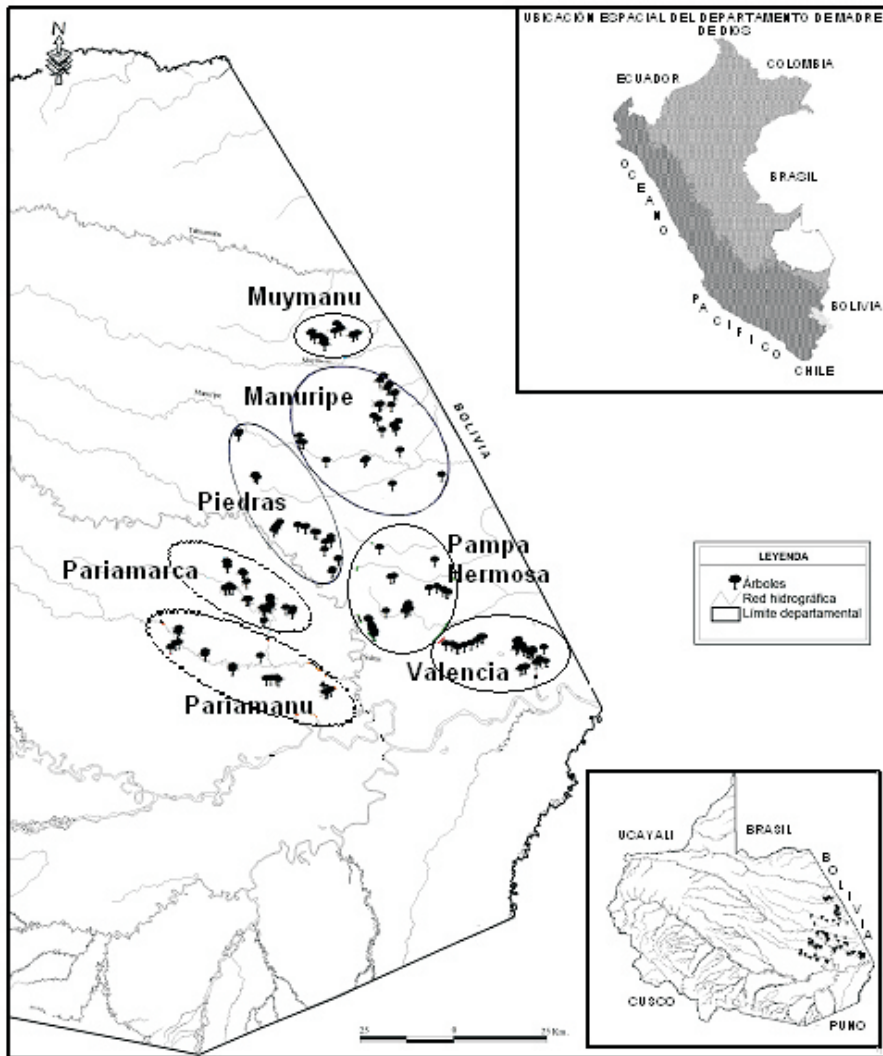 N
Muymanu
Manuripe
Manuripe
Piedras
Pariamarca
Pampa
Hermosa
Valencia
Pariamanu
BOLIVIA
25 0 25 Km.
UBICACIÓN ESPACIAL DEL DEPARTAMENTO DE MADRE
DE DIOS
ECUADOR
COLOMBIA
BRASIL
BOLIVIA
CHILE
OCEANO PACIFICO
LEYENDA
Árboles
Red hidrográfica
Límite departamental
UCAYALI
BRASIL
BOLIVIA
CUSCO
PUNO